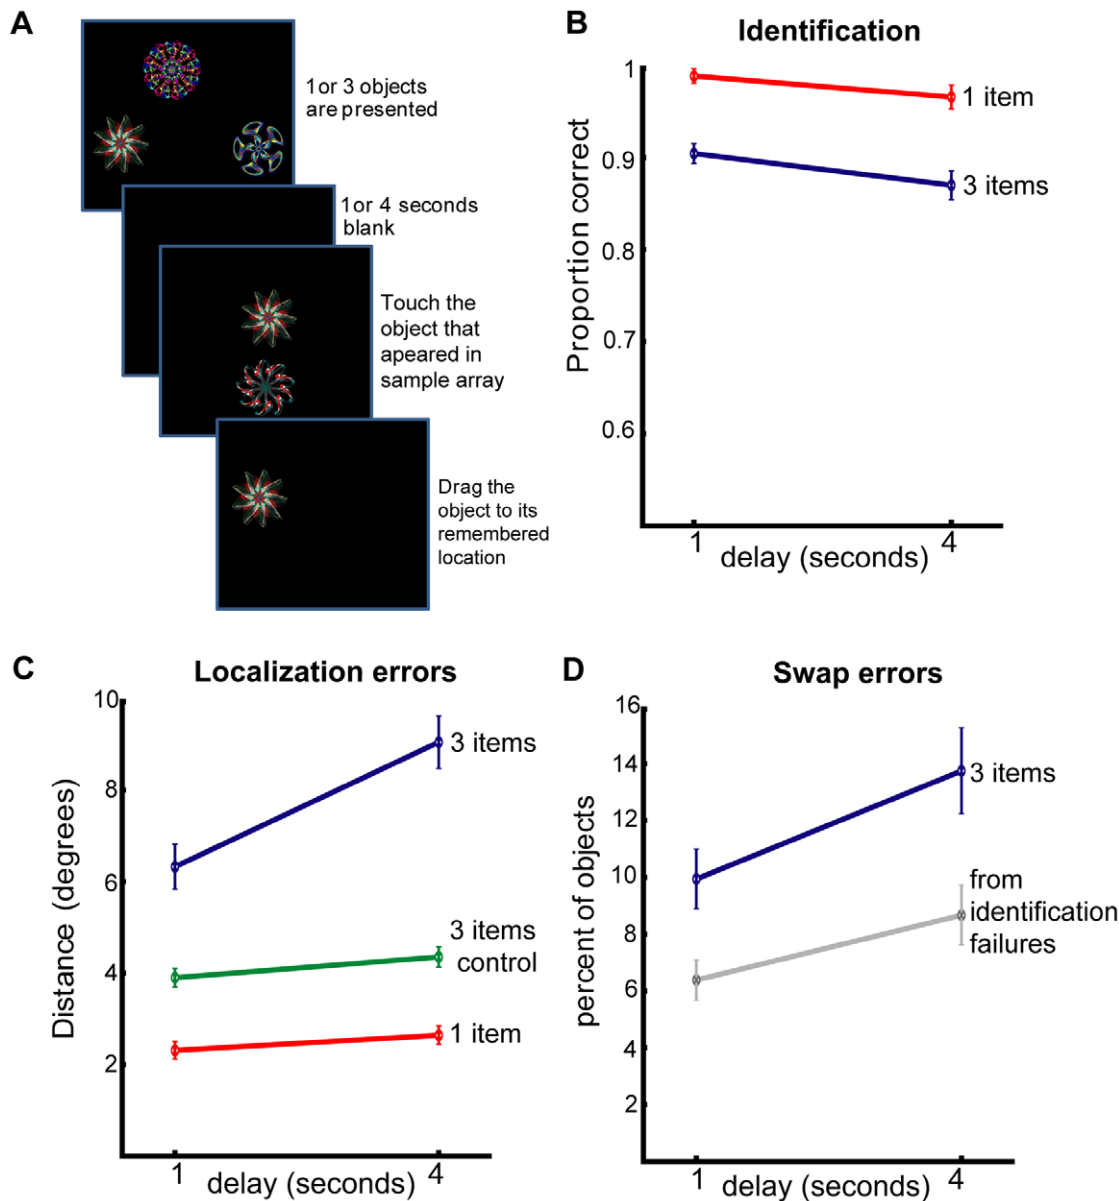 A
1or 3 objects
are presented
1or 4 seconds
blank
Touch the
object that
apeared in
sample array
Drag the
object to its
remembered
location
B
Identification
Proportion correct
1
0.9
0.8
0.7
0.6
1 item
3 items
1
4
delay (seconds)
C
Localization errors
Distance (degrees)
10
8
6
4
2
3 items
3 items
control
1 item
1
4
delay (seconds)
D
Swap errors
percent of objects
16
14
12
10
8
6
4
2
3 items
from
identification
failures
1
4
delay (seconds)